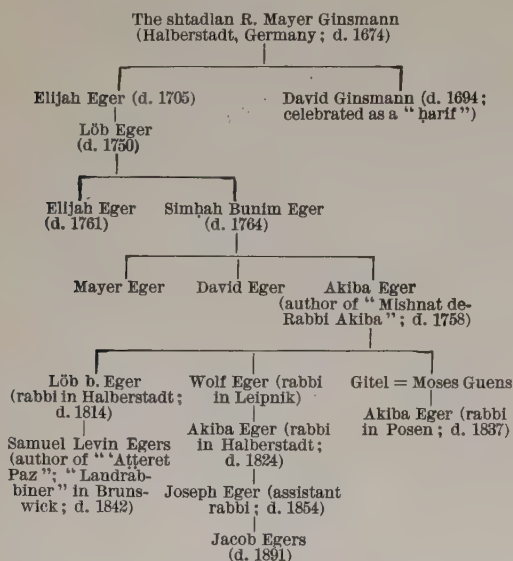 The shtadlan R. Mayer Ginsmann
(Halberstadt, Germany; d. 1674)
Elijah Eger (d. 1705)
David Ginsmann (d. 1694;
celebrated as a "ḥarif")
Löb Eger
(d. 1750)
Elijah Eger
(d. 1761)
Simḥah Bunim Eger
(d. 1764)
Mayer Eger
David Eger
Akiba Eger
(author of "Mishnat de-
Rabbi Akiba"; d. 1758)
Löb b. Eger
(rabbi in Halberstadt;
d. 1814)
Wolf Eger (rabbi
in Leipnik)
Gitel = Moses Guens
Samuel Levin Egers
(author of "'Aṭṭeret
Paz"; "Landrab-
biner" in Bruns-
wick; d. 1842)
Akiba Eger (rabbi
in Halberstadt;
d. 1824)
Akiba Eger (rabbi
in Posen; d. 1837)
Joseph Eger (assistant
rabbi; d. 1854)
Jacob Egers
(d. 1891)